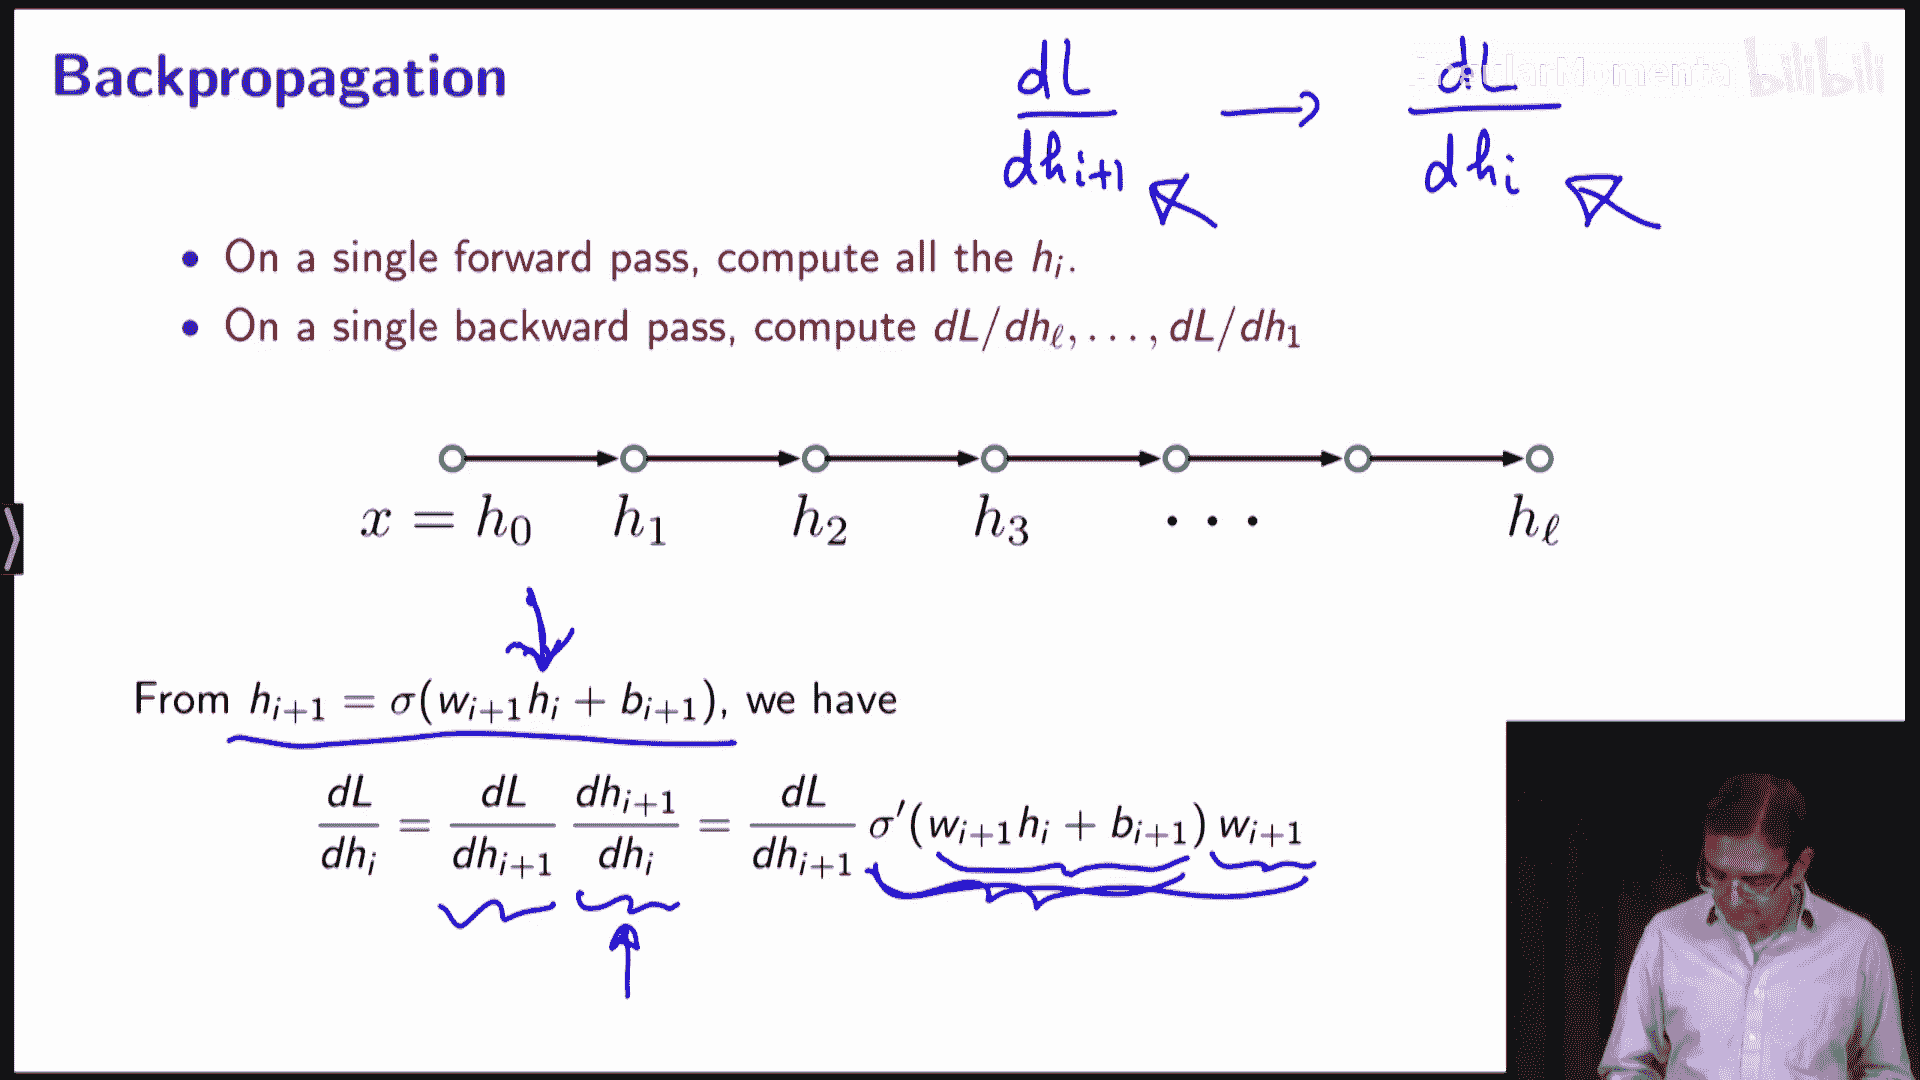 Backpropagation
dL/dh_{i+1} → dL/dh_i
bilibili
• On a single forward pass, compute all the h_i.
• On a single backward pass, compute dL/dh_ℓ, ..., dL/dh_1
x = h_0 h_1 h_2 h_3 ... h_ℓ
From h_{i+1} = σ(w_{i+1}h_i + b_{i+1}), we have
dL/dh_i = dL/dh_{i+1} dh_{i+1}/dh_i = dL/dh_{i+1} σ′(w_{i+1}h_i + b_{i+1}) w_{i+1}